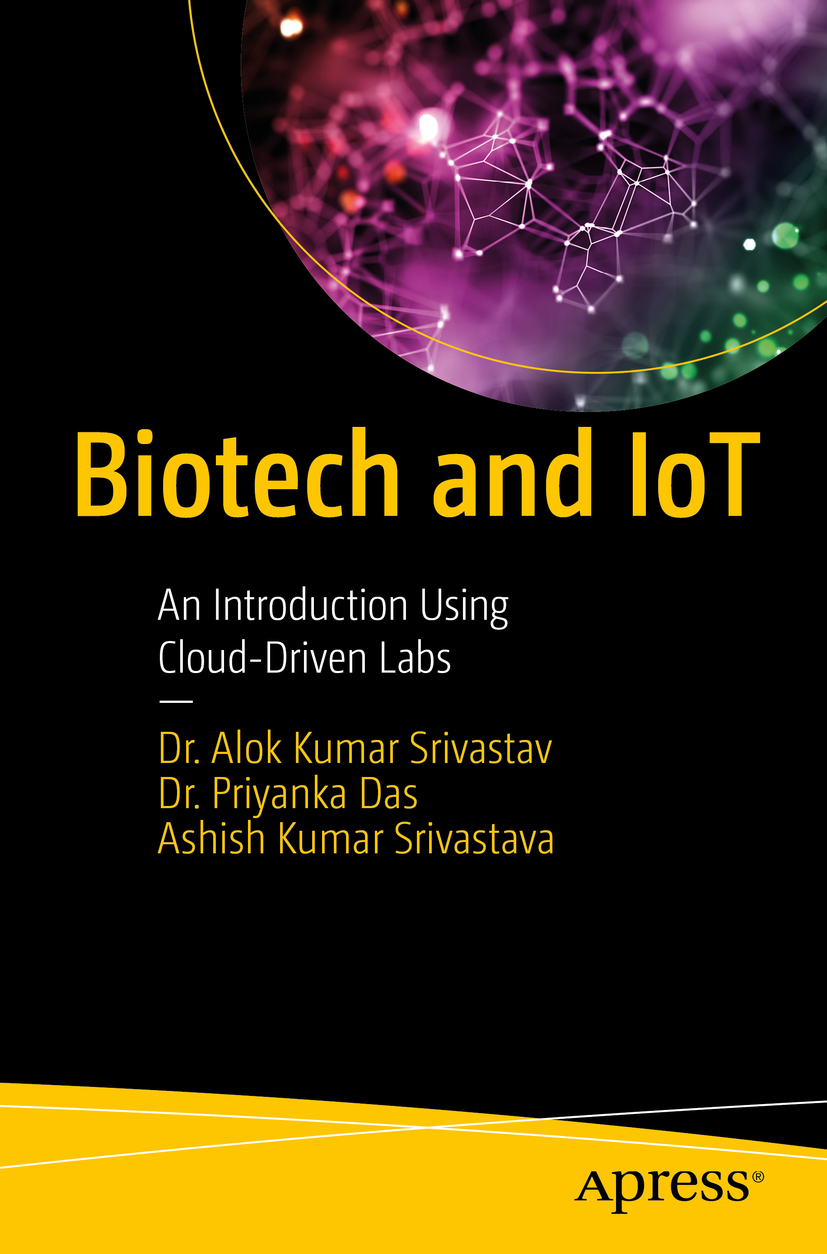 Biotech and IoT
An Introduction Using
Cloud-Driven Labs
Dr. Alok Kumar Srivastav
Dr. Priyanka Das
Ashish Kumar Srivastava
Apress®